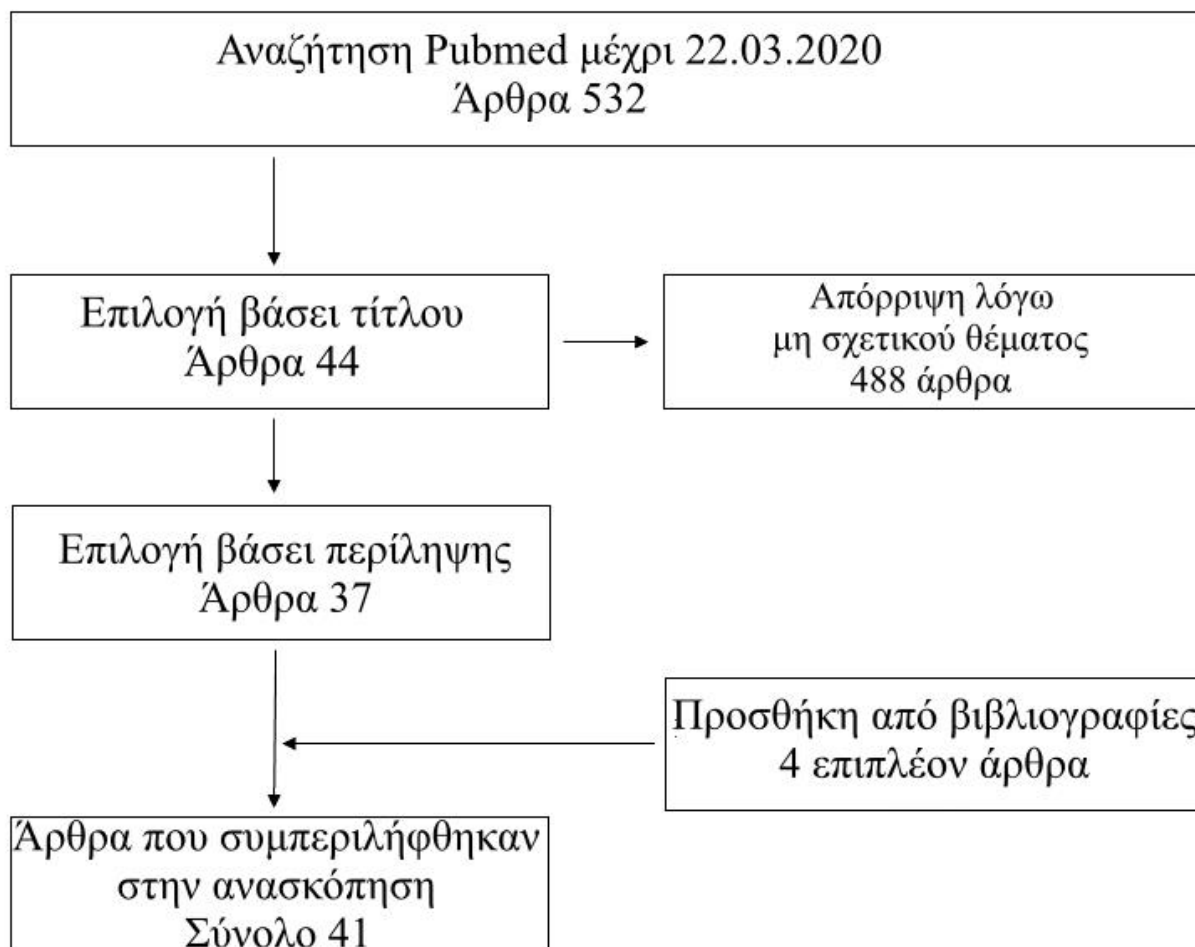 Αναζήτηση Pubmed μέχρι 22.03.2020
Άρθρα 532
Επιλογή βάσει τίτλου
Άρθρα 44
Απόρριψη λόγω
μη σχετικού θέματος
488 άρθρα
Επιλογή βάσει περίληψης
Άρθρα 37
Προσθήκη από βιβλιογραφίες
4 επιπλέον άρθρα
Άρθρα που συμπεριλήφθηκαν
στην ανασκόπηση
Σύνολο 41